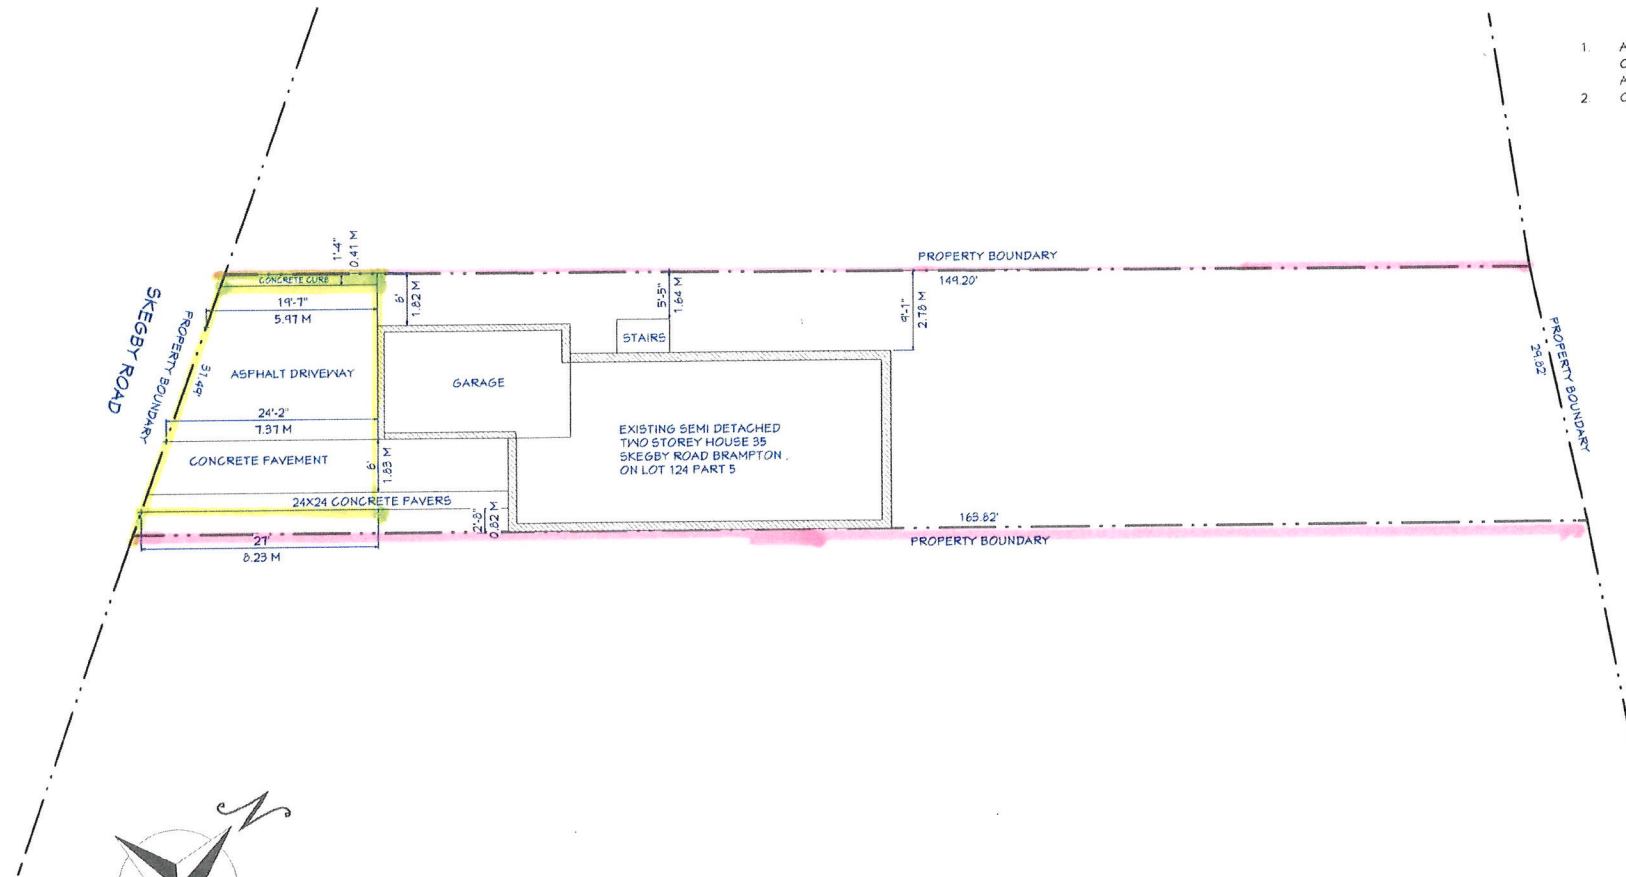 1.
2.
PROPERTY BOUNDARY
149.20'
1'-4"
0.41 M
CONCRETE CURB
6'
1.82 M
5'-5"
1.64 M
9'-1"
2.78 M
19'-7"
5.97 M
STAIRS
SKEGBY ROAD
PROPERTY BOUNDARY
31.49'
ASPHALT DRIVEWAY
GARAGE
PROPERTY BOUNDARY
29.82'
24'-2"
7.37 M
EXISTING SEMI DETACHED
TWO STOREY HOUSE 35
SKEGBY ROAD BRAMPTON .
ON LOT 124 PART 5
CONCRETE PAVEMENT
6'
1.83 M
24X24 CONCRETE PAVERS
2'-8"
0.82 M
163.82'
PROPERTY BOUNDARY
27'
8.23 M
N